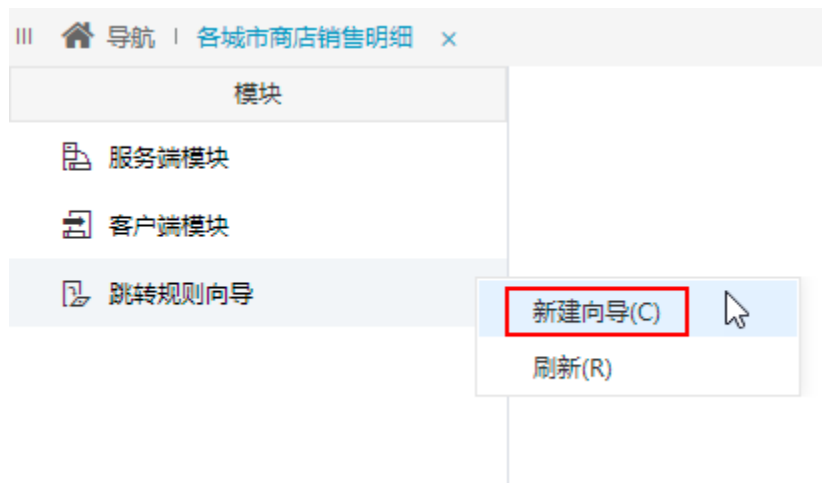 导航 各城市商店销售明细 ×
模块
服务端模块
客户端模块
跳转规则向导
新建向导(C)
刷新(R)